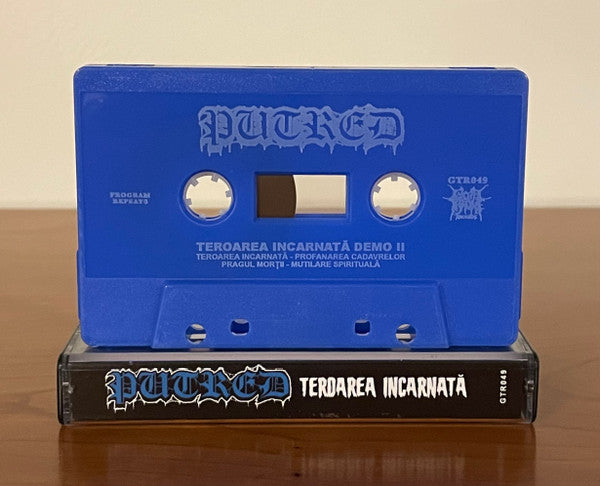 PUTRED
PROGRAM
REPEATS
GTR049
TEROAREA INCARNATĂ DEMO II
TEROAREA INCARNATĂ - PROFANAREA CADAVRELOR
PRAGUL MORŢII - MUTILARE SPIRITUALĂ
PUTRED TEROAREA INCARNATĂ GTR049